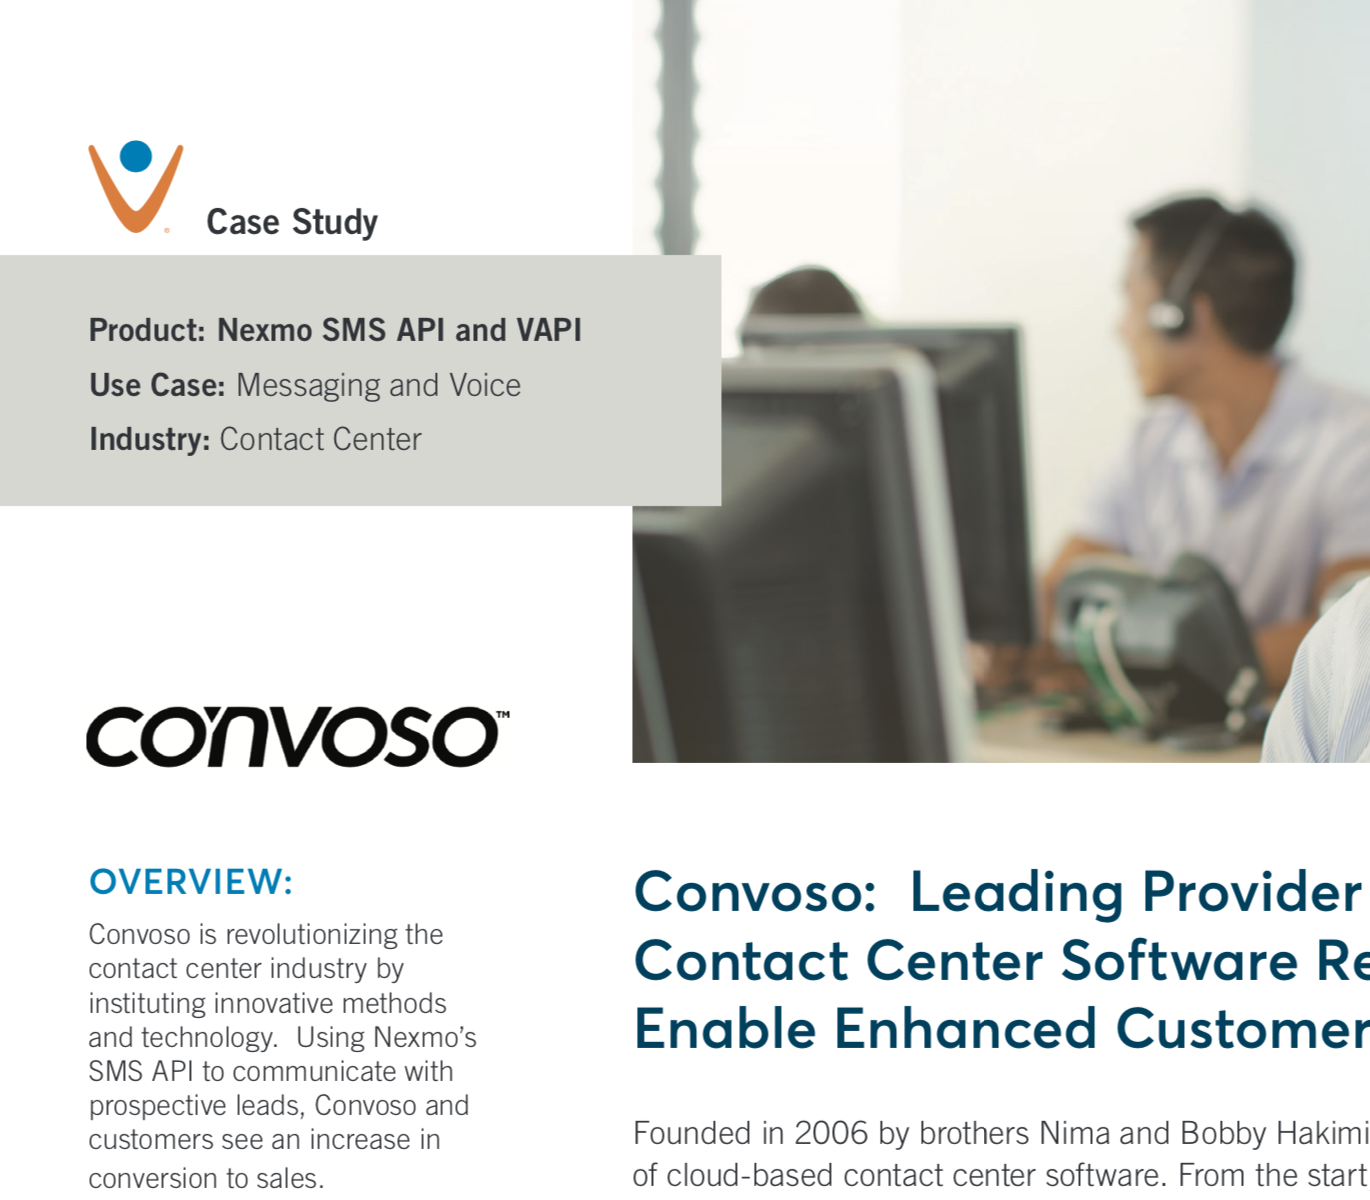 Case Study
Product: Nexmo SMS API and VAPI
Use Case: Messaging and Voice
Industry: Contact Center
convoso™
OVERVIEW:
Convoso is revolutionizing the
contact center industry by
instituting innovative methods
and technology.  Using Nexmo's
SMS API to communicate with
prospective leads, Convoso and
customers see an increase in
conversion to sales.
Convoso:  Leading Provider
Contact Center Software Re
Enable Enhanced Customer
Founded in 2006 by brothers Nima and Bobby Hakimi
of cloud-based contact center software. From the start